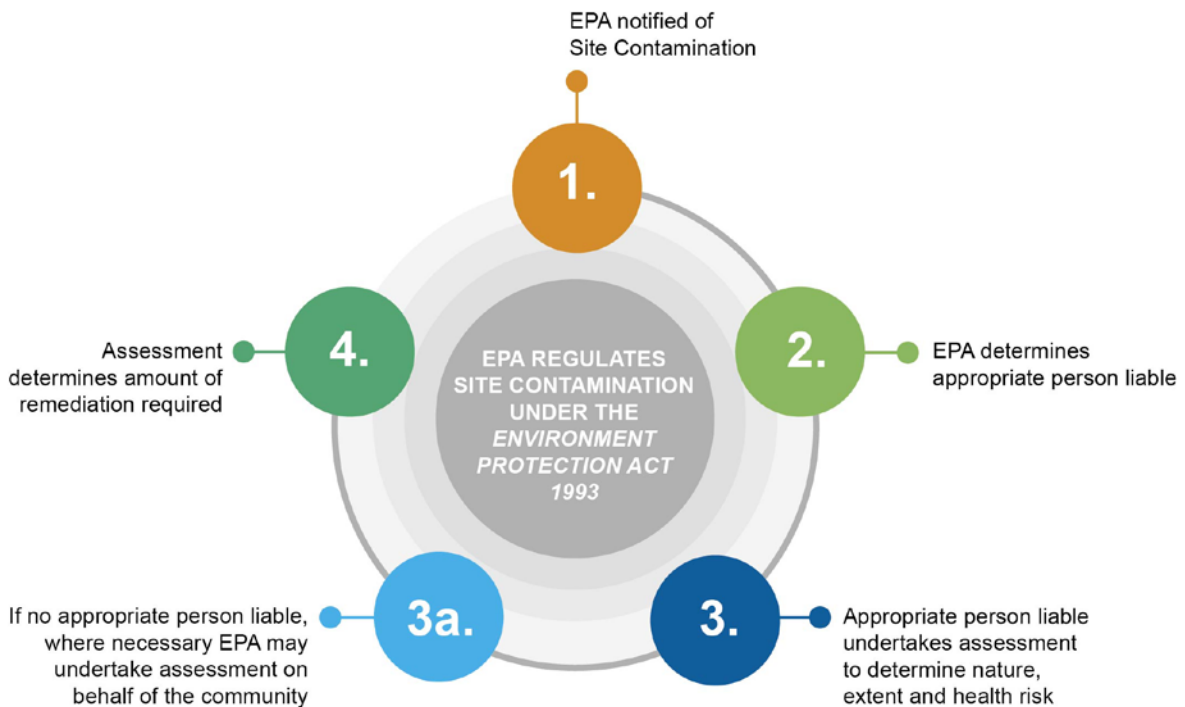 EPA notified of
Site Contamination
1.
2.
EPA determines
appropriate person liable
3.
Appropriate person liable
undertakes assessment
to determine nature,
extent and health risk
3a.
If no appropriate person liable,
where necessary EPA may
undertake assessment on
behalf of the community
4.
Assessment
determines amount of
remediation required
EPA REGULATES
SITE CONTAMINATION
UNDER THE
ENVIRONMENT
PROTECTION ACT
1993